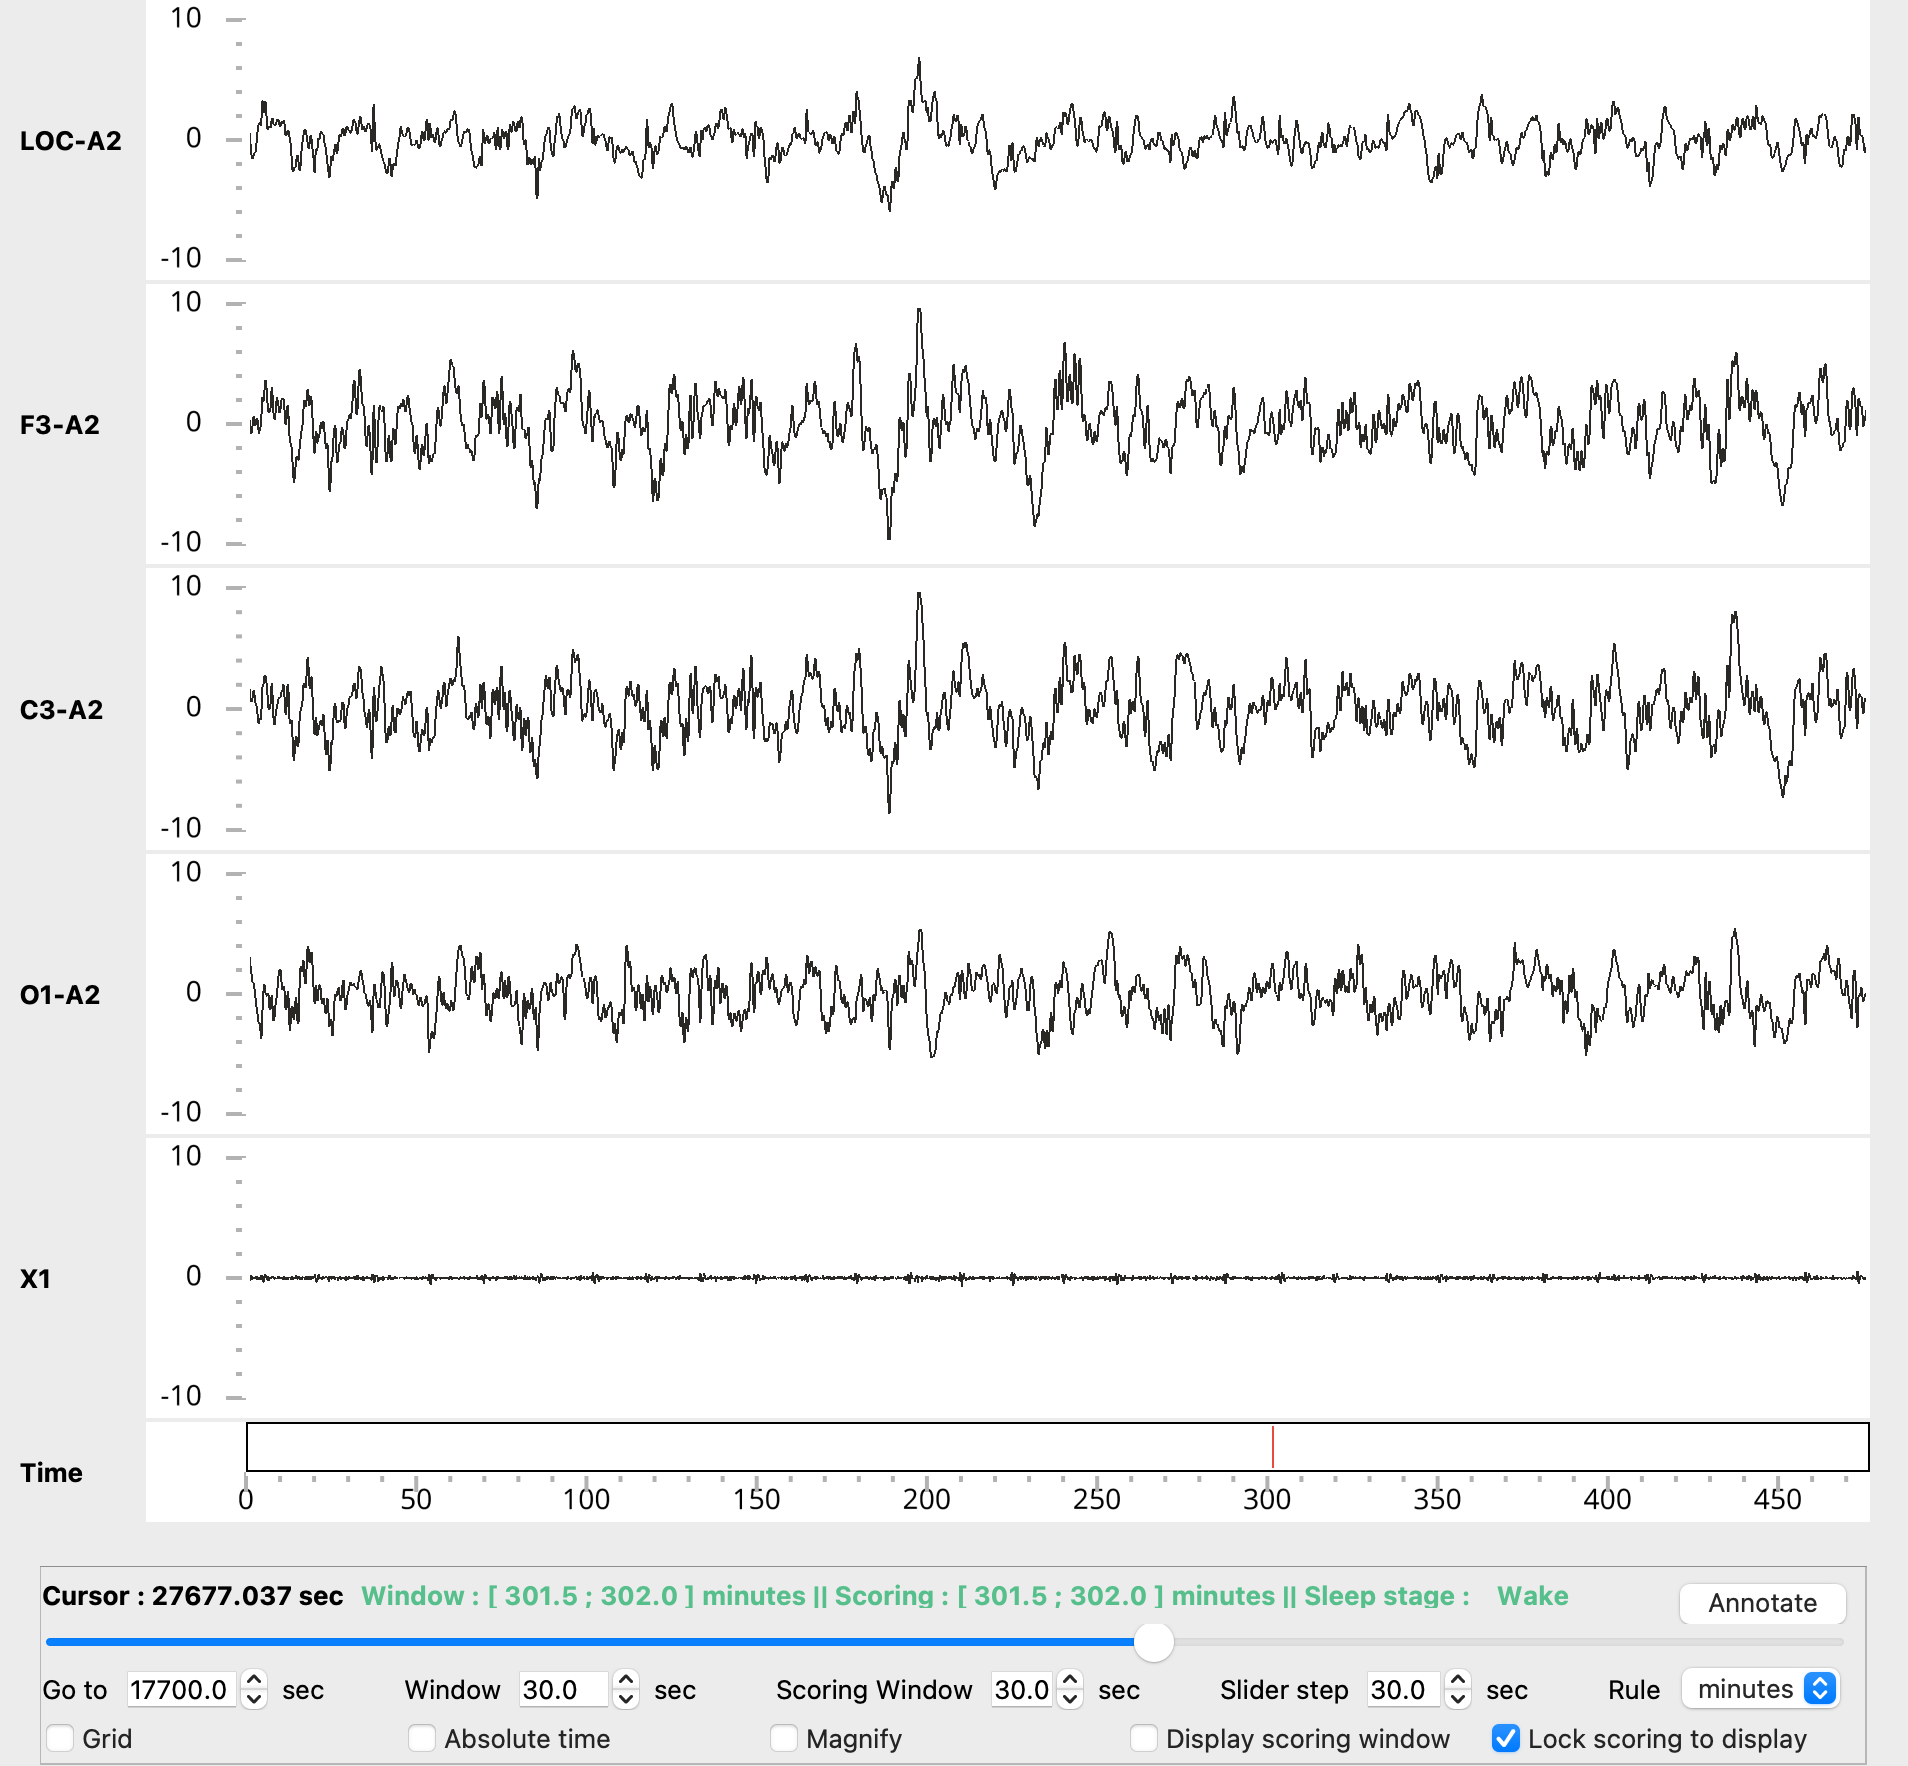 10
LOC-A2
0
-10
10
F3-A2
0
-10
10
C3-A2
0
-10
10
O1-A2
0
-10
10
X1
0
-10
Time
0 50 100 150 200 250 300 350 400 450
Cursor : 27677.037 sec Window : [ 301.5 ; 302.0 ] minutes || Scoring : [ 301.5 ; 302.0 ] minutes || Sleep stage : Wake Annotate
Go to 17700.0 sec Window 30.0 sec Scoring Window 30.0 sec Slider step 30.0 sec Rule minutes
Grid Absolute time Magnify Display scoring window Lock scoring to display